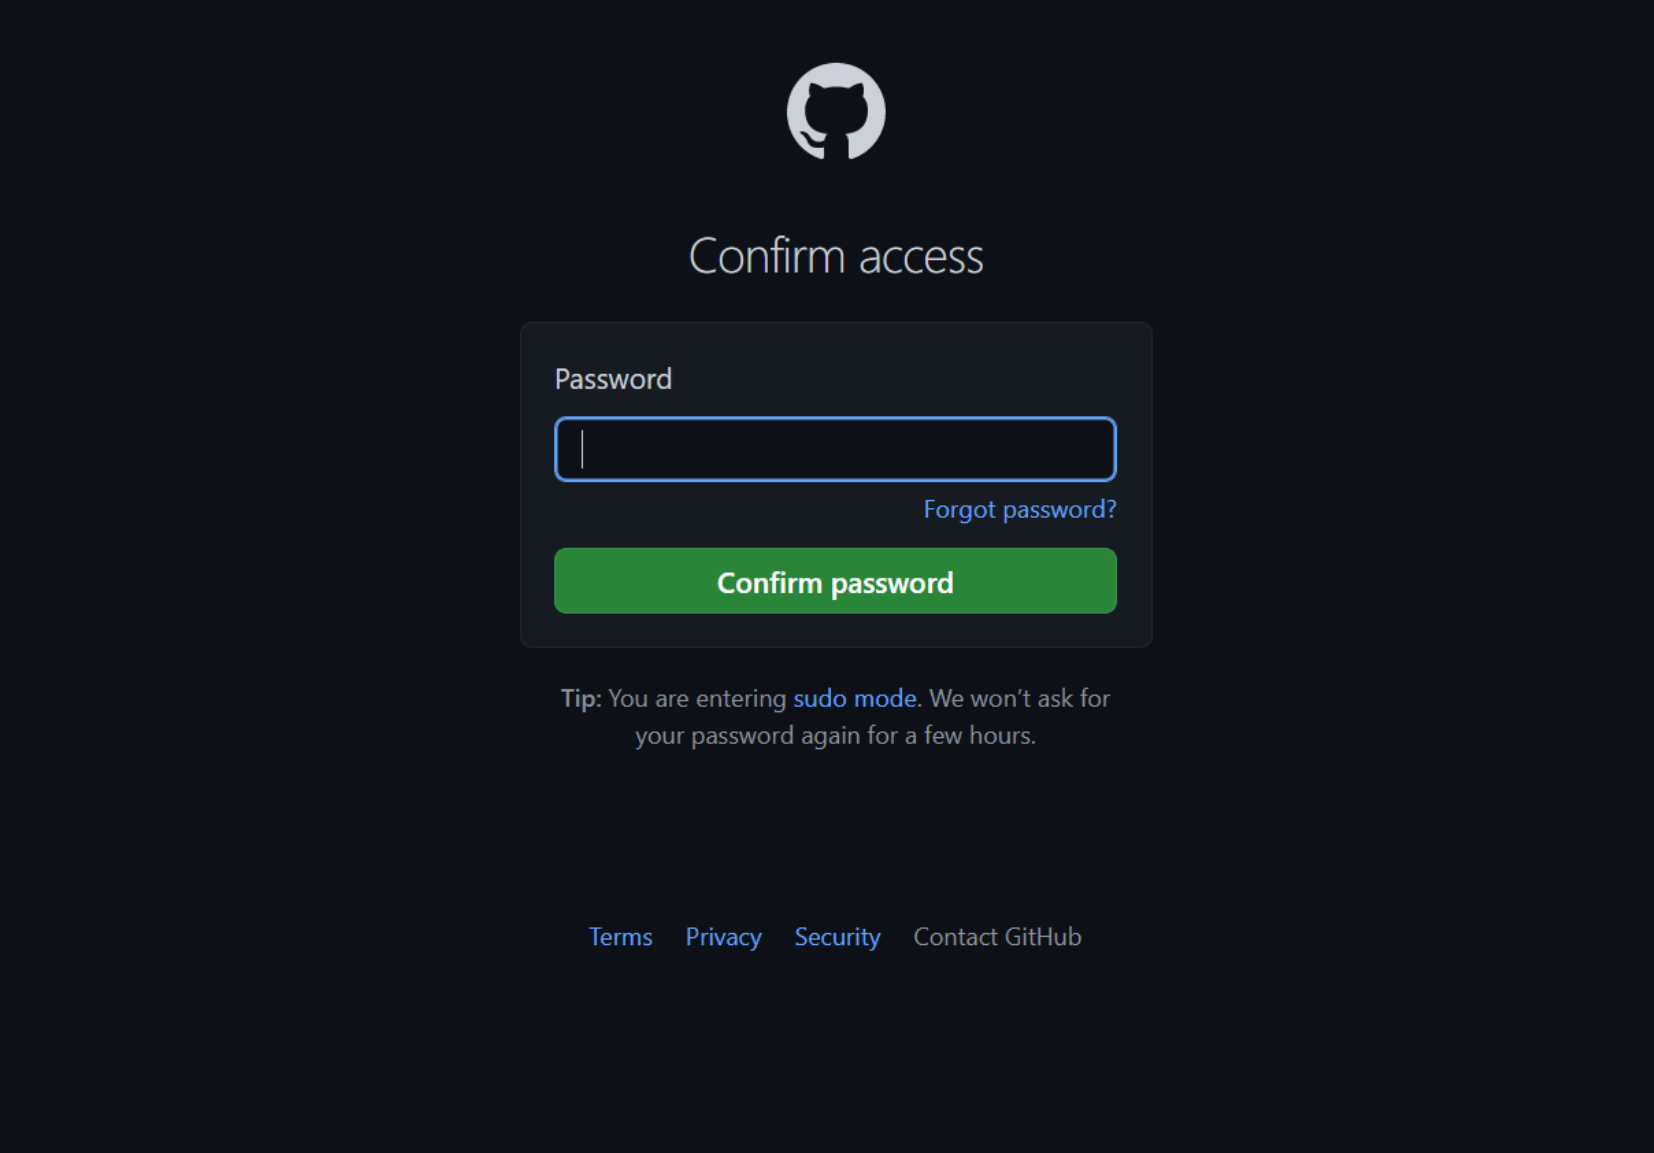 Confirm access
Password
Forgot password?
Confirm password
Tip: You are entering sudo mode. We won’t ask for
your password again for a few hours.
Terms Privacy Security Contact GitHub